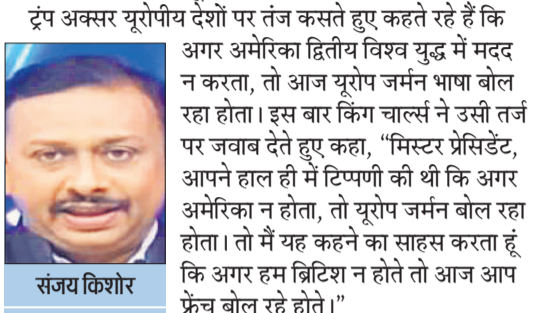 ट्रंप अक्सर यूरोपीय देशों पर तंज कसते हुए कहते रहे हैं कि
अगर अमेरिका द्वितीय विश्व युद्ध में मदद
न करता, तो आज यूरोप जर्मन भाषा बोल
रहा होता। इस बार किंग चार्ल्स ने उसी तर्ज
पर जवाब देते हुए कहा, “मिस्टर प्रेसिडेंट,
आपने हाल ही में टिप्पणी की थी कि अगर
अमेरिका न होता, तो यूरोप जर्मन बोल रहा
होता। तो मैं यह कहने का साहस करता हूं
कि अगर हम ब्रिटिश न होते तो आज आप
फ्रेंच बोल रहे होते।”
संजय किशोर